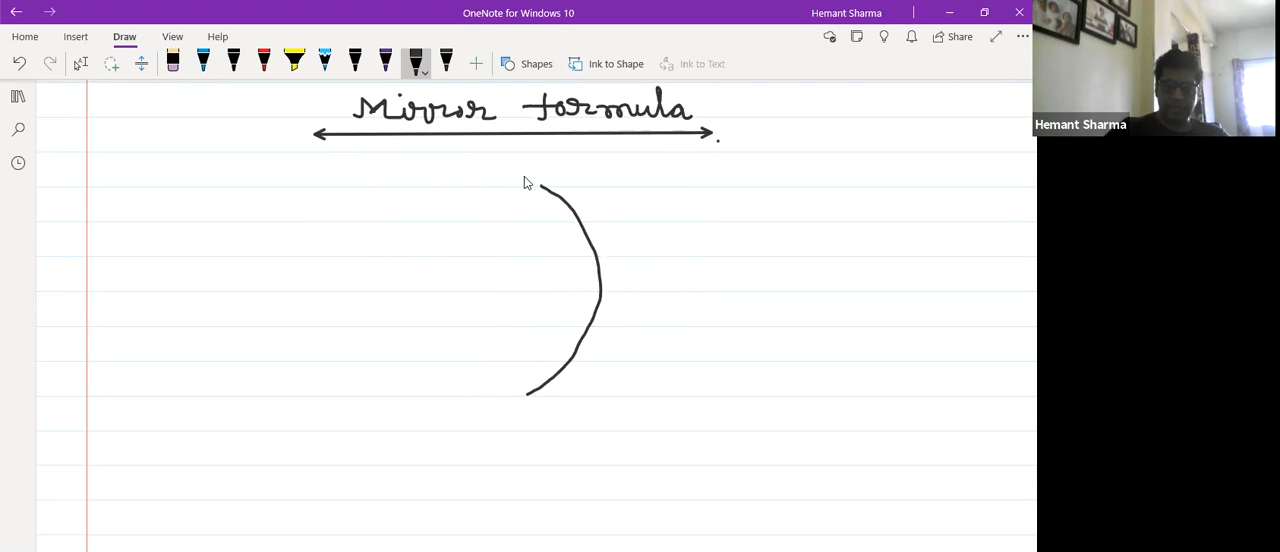 OneNote for Windows 10
Hemant Sharma
Home Insert Draw View Help
Share
Shapes
Ink to Shape
Ink to Text
Mirror formula
Hemant Sharma